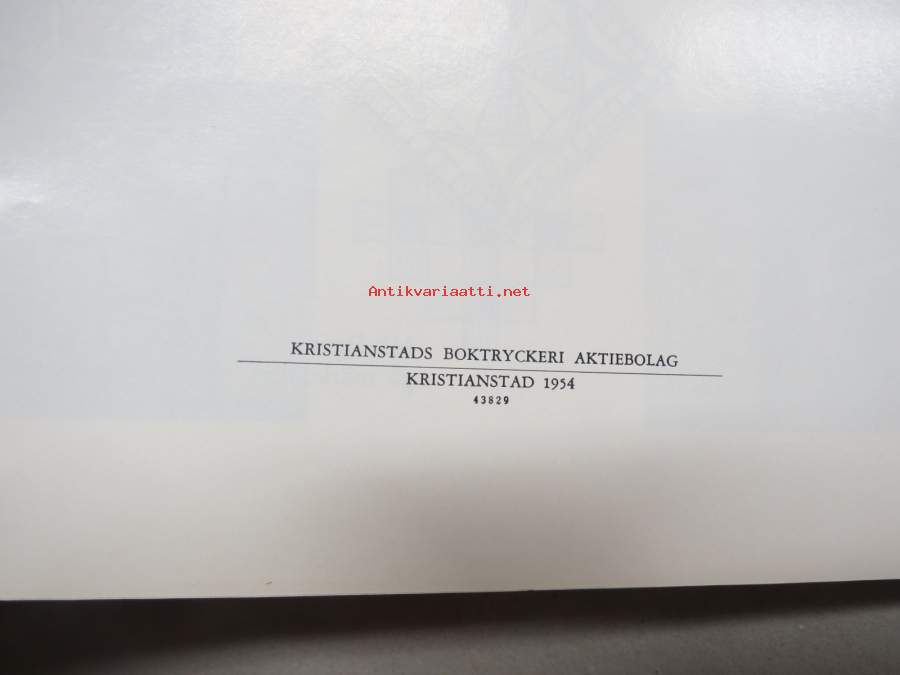 Antikvariaatti.net
KRISTIANSTADS BOKTRYCKERI AKTIEBOLAG
KRISTIANSTAD 1954
43829